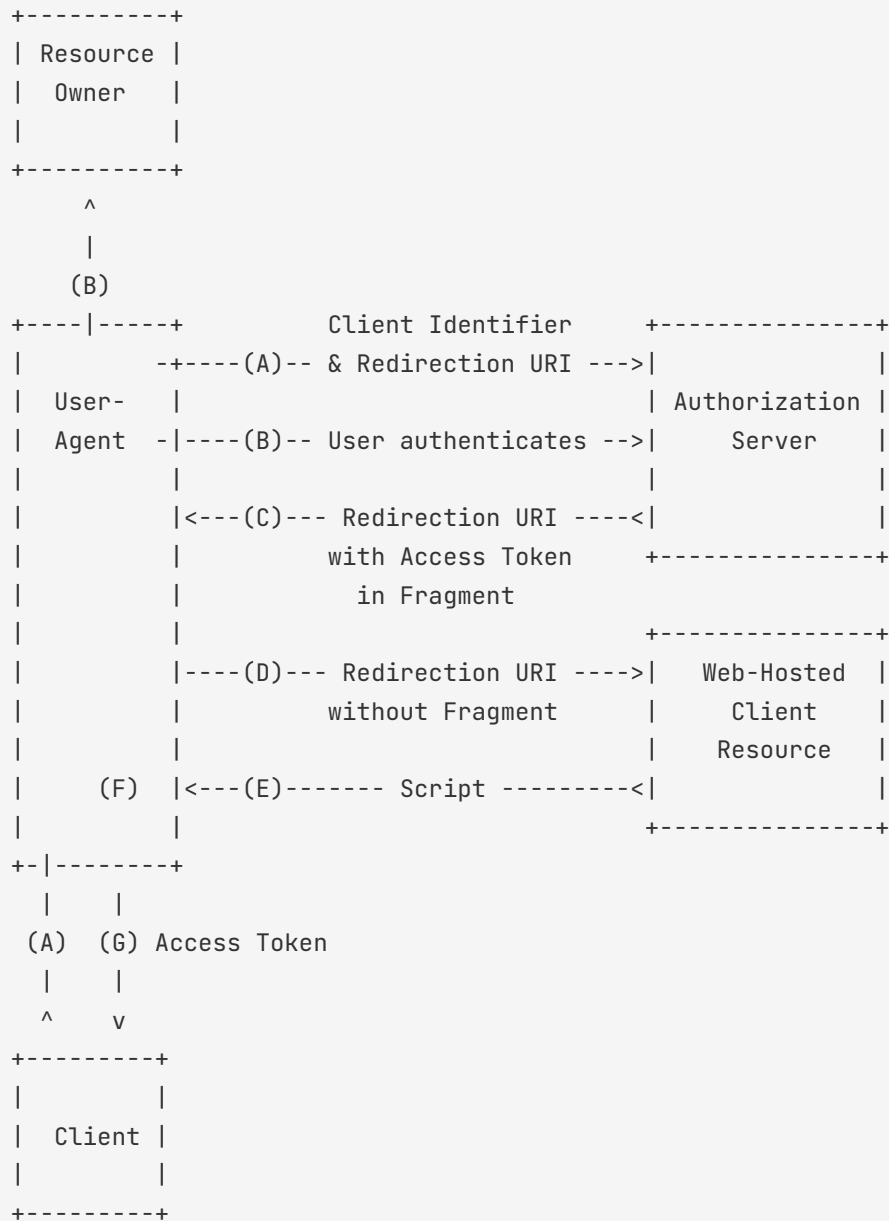 +----------+
| Resource |
|  Owner   |
|          |
+----------+
     ^
     |
    (B)
+----|-----+          Client Identifier     +---------------+
|         -+----(A)-- & Redirection URI --->|               |
|  User-   |                                | Authorization |
|  Agent  -|----(B)-- User authenticates -->|     Server    |
|          |                                |               |
|          |<---(C)--- Redirection URI ----<|               |
|          |          with Access Token     +---------------+
|          |            in Fragment
|          |                                +---------------+
|          |----(D)--- Redirection URI ---->|   Web-Hosted  |
|          |          without Fragment      |     Client    |
|          |                                |    Resource   |
|     (F)  |<---(E)------- Script ---------<|               |
|          |                                +---------------+
+-|--------+
  |    |
 (A)  (G) Access Token
  |    |
  ^    v
+---------+
|         |
|  Client |
|         |
+---------+